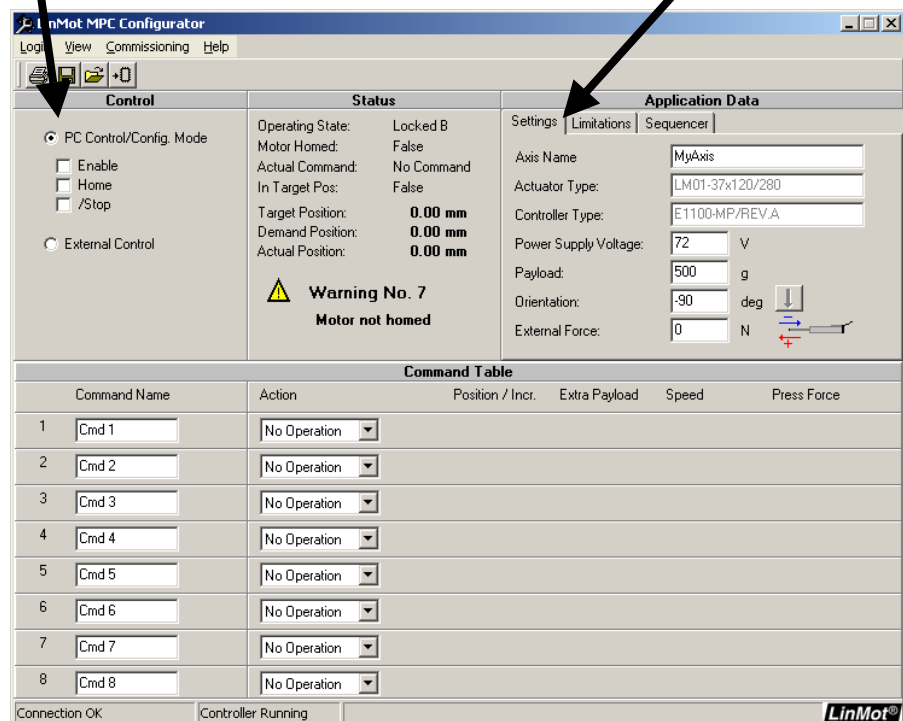 LinMot MPC Configurator
Login View Commissioning Help
Control
PC Control/Config. Mode
Enable
Home
/Stop
External Control
Status
Operating State: Locked B
Motor Homed: False
Actual Command: No Command
In Target Pos: False
Target Position: 0.00 mm
Demand Position: 0.00 mm
Actual Position: 0.00 mm
Warning No. 7
Motor not homed
Application Data
Settings Limitations Sequencer
Axis Name MyAxis
Actuator Type: LM01-37x120/280
Controller Type: E1100-MP/REV.A
Power Supply Voltage: 72 V
Payload: 500 g
Orientation: -90 deg
External Force: 0 N
Command Table
Command Name Action Position / Incr. Extra Payload Speed Press Force
1 Cmd 1 No Operation
2 Cmd 2 No Operation
3 Cmd 3 No Operation
4 Cmd 4 No Operation
5 Cmd 5 No Operation
6 Cmd 6 No Operation
7 Cmd 7 No Operation
8 Cmd 8 No Operation
Connection OK Controller Running LinMot®